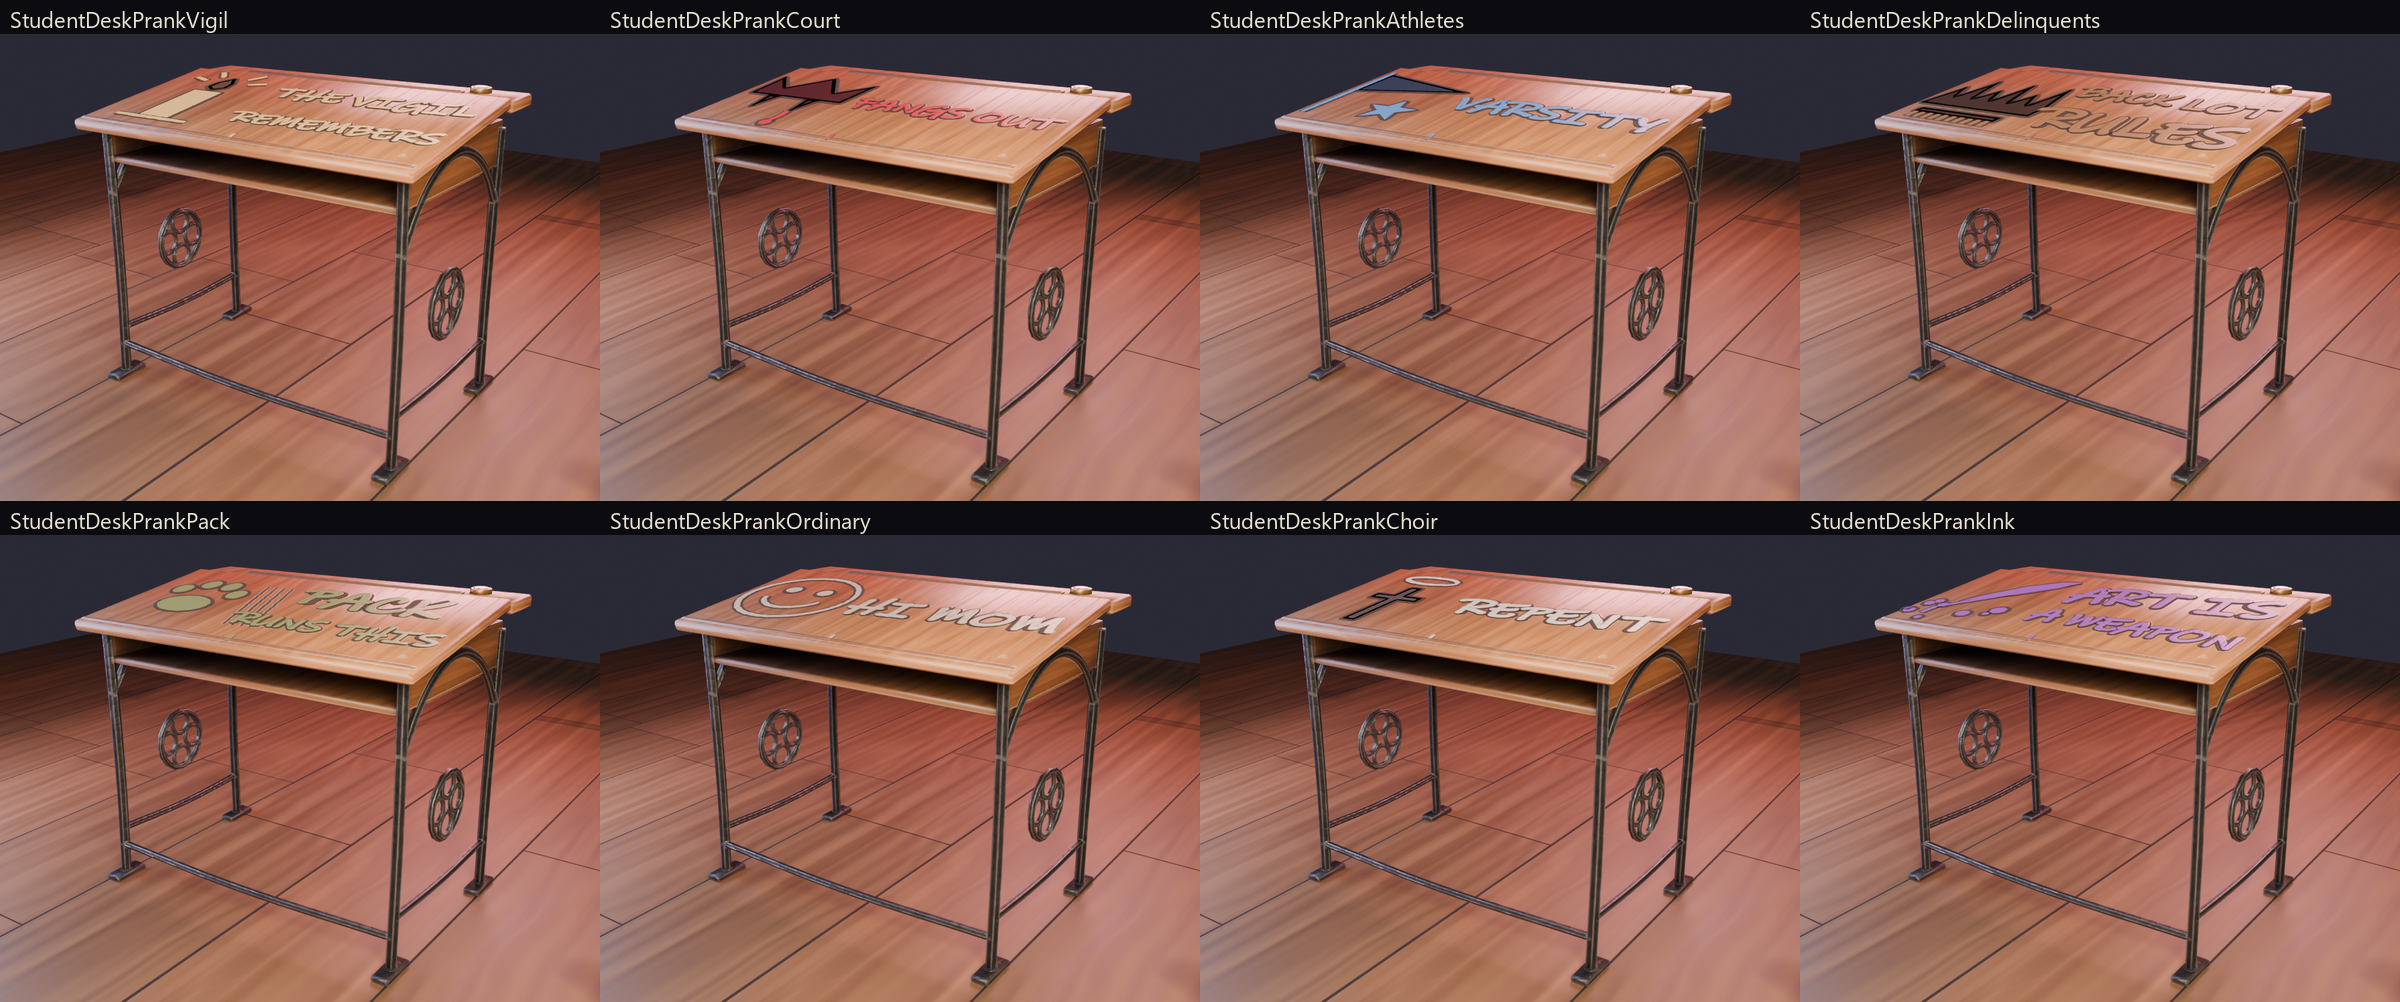 StudentDeskPrankVigil
THE VIGIL
REMEMBERS
StudentDeskPrankCourt
FANGS OUT
StudentDeskPrankAthletes
VARSITY
StudentDeskPrankDelinquents
BACK LOT
RULES
StudentDeskPrankPack
PACK
RUNS THIS
StudentDeskPrankOrdinary
HI MOM
StudentDeskPrankChoir
REPENT
StudentDeskPrankInk
ART IS
A WEAPON